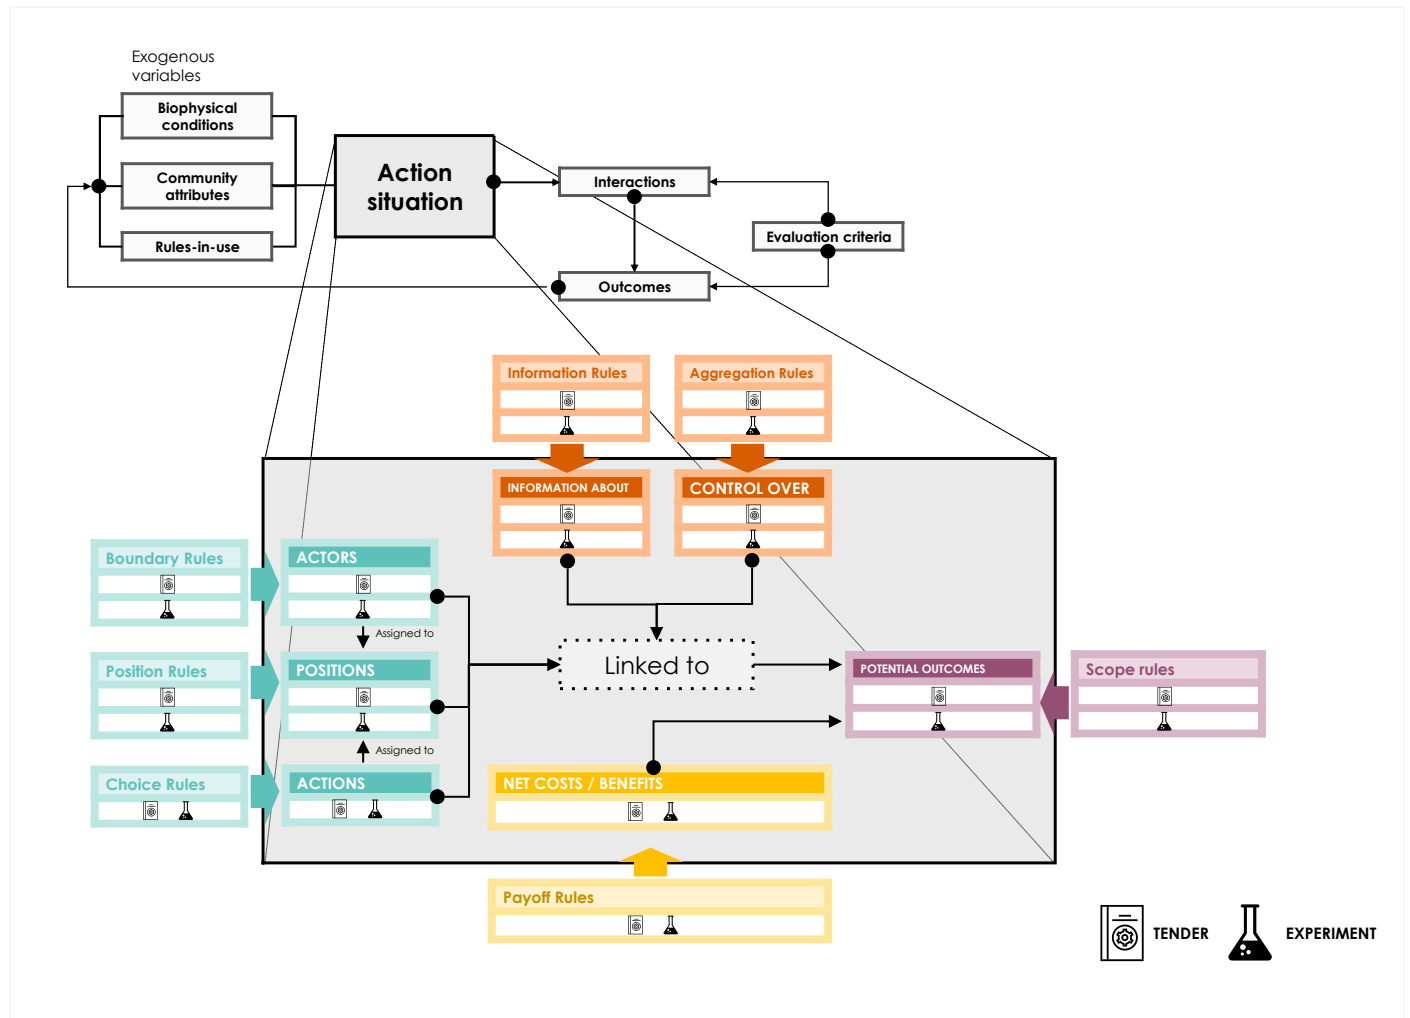 Exogenous
variables
Biophysical
conditions
Community
attributes
Rules-in-use
Action
situation
Interactions
Evaluation criteria
Outcomes
Information Rules
Aggregation Rules
INFORMATION ABOUT
CONTROL OVER
Boundary Rules
ACTORS
Assigned to
Position Rules
POSITIONS
Linked to
POTENTIAL OUTCOMES
Scope rules
Assigned to
Choice Rules
ACTIONS
NET COSTS / BENEFITS
Payoff Rules
TENDER
EXPERIMENT